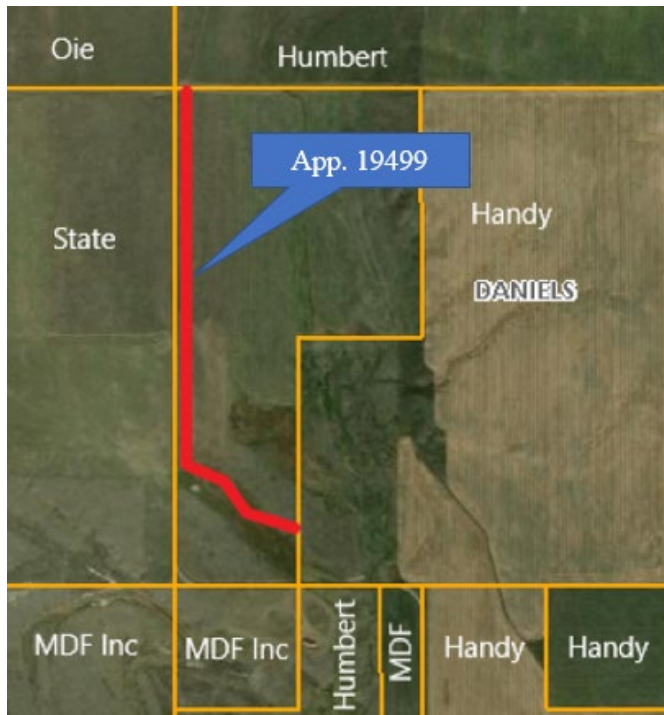 Oie
Humbert
App. 19499
State
Handy
DANIELS
MDF Inc
MDF Inc
Humbert
MDF
Handy
Handy